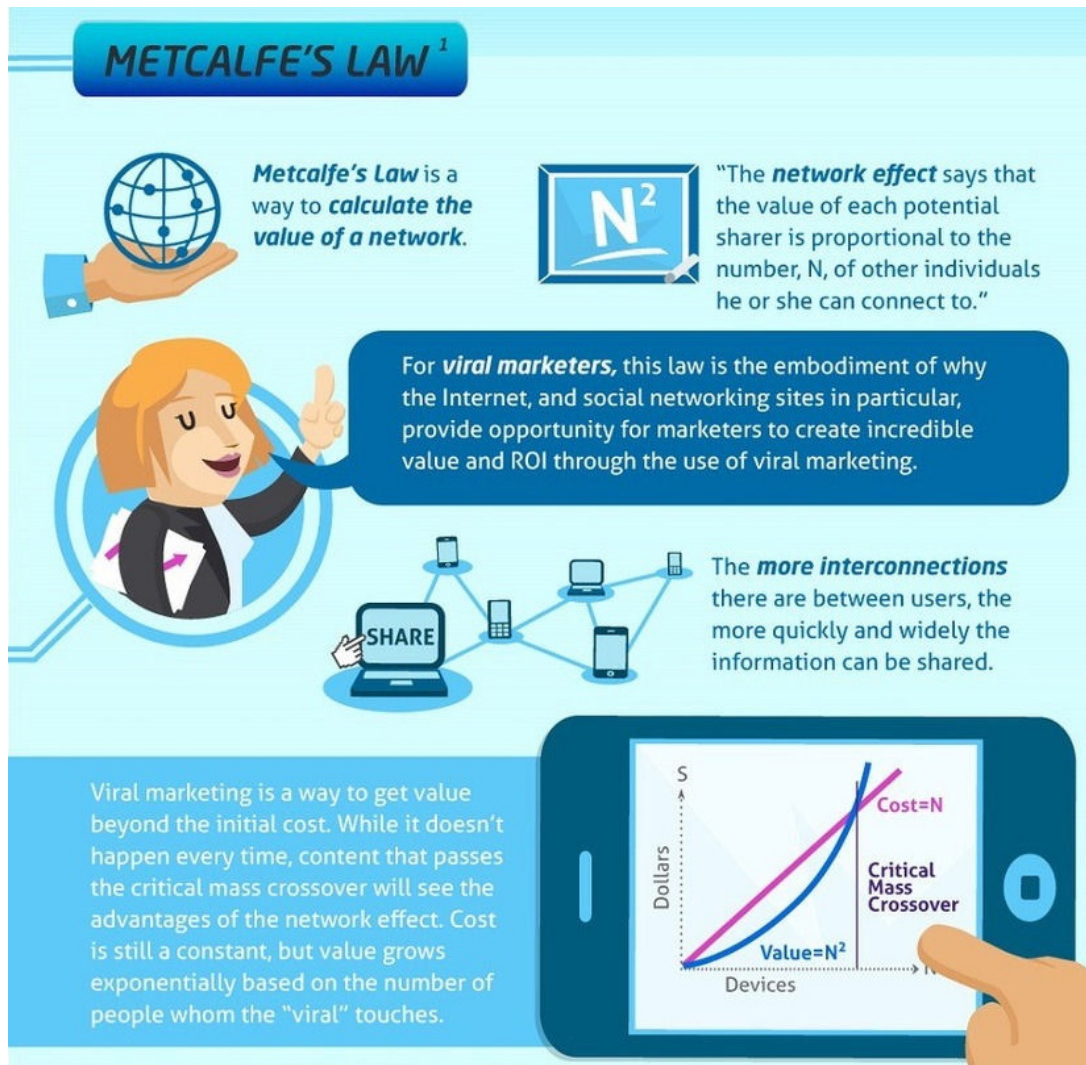 METCALFE'S LAW 1
Metcalfe's Law is a
way to calculate the
value of a network.
N²
"The network effect says that
the value of each potential
sharer is proportional to the
number, N, of other individuals
he or she can connect to."
For viral marketers, this law is the embodiment of why
the Internet, and social networking sites in particular,
provide opportunity for marketers to create incredible
value and ROI through the use of viral marketing.
SHARE
The more interconnections
there are between users, the
more quickly and widely the
information can be shared.
Viral marketing is a way to get value
beyond the initial cost. While it doesn't
happen every time, content that passes
the critical mass crossover will see the
advantages of the network effect. Cost
is still a constant, but value grows
exponentially based on the number of
people whom the "viral" touches.
S
Dollars
Cost=N
Critical
Mass
Crossover
Value=N²
Devices